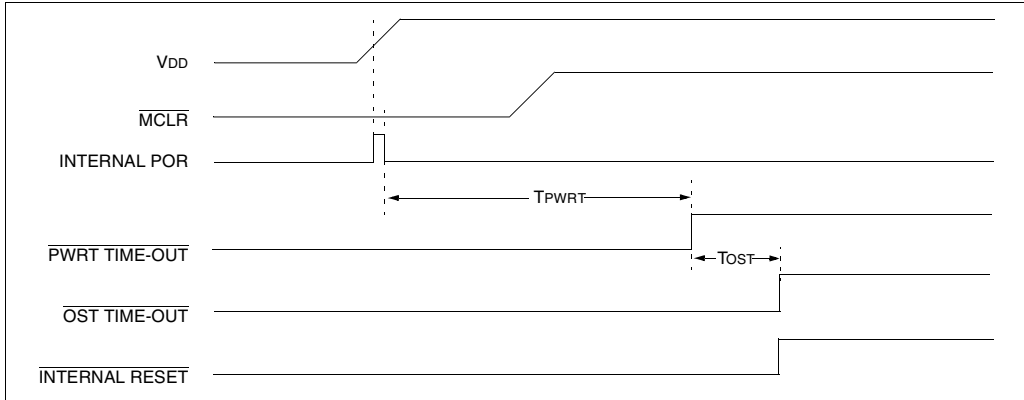 VDD
MCLR
INTERNAL POR
TPWRT
PWRT TIME-OUT
TOST
OST TIME-OUT
INTERNAL RESET